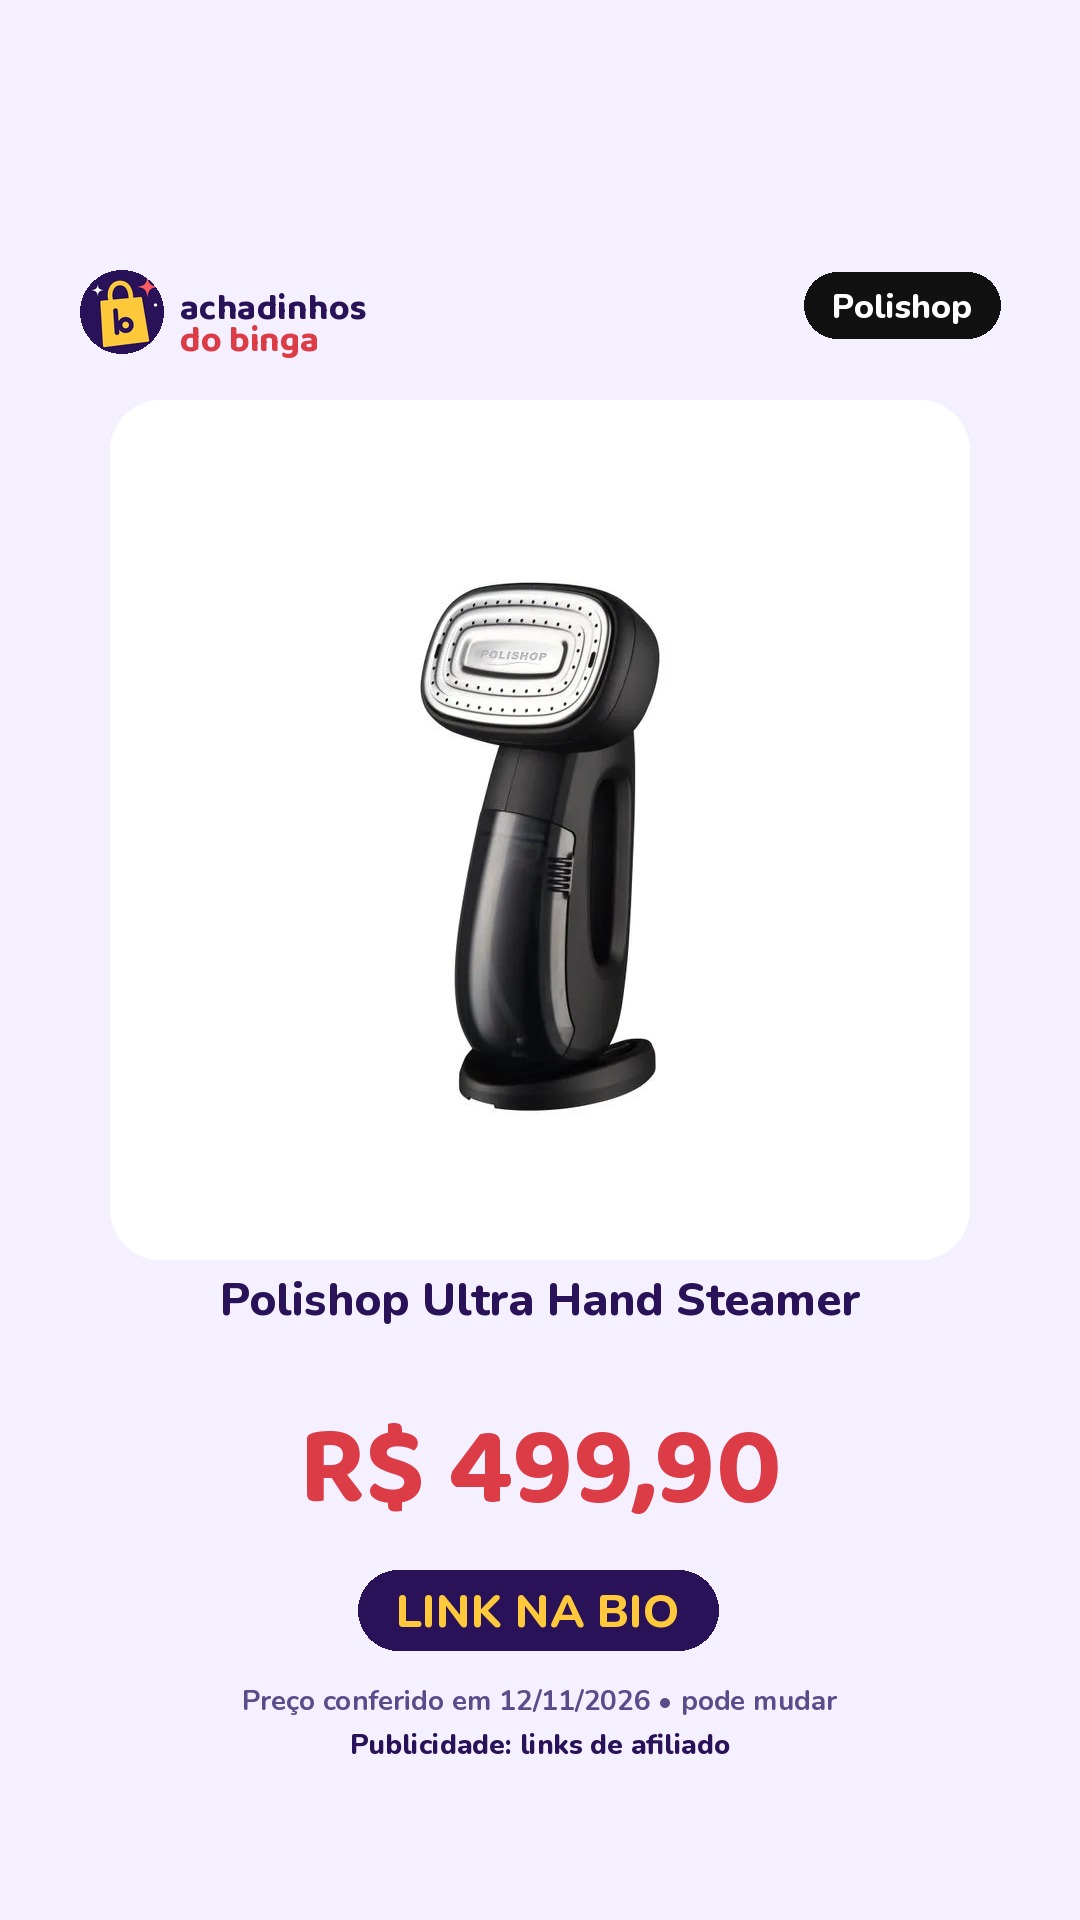 b
achadinhos
do binga
Polishop
POLISHOP
Polishop Ultra Hand Steamer
R$ 499,90
LINK NA BIO
Preço conferido em 12/11/2026 • pode mudar
Publicidade: links de afiliado